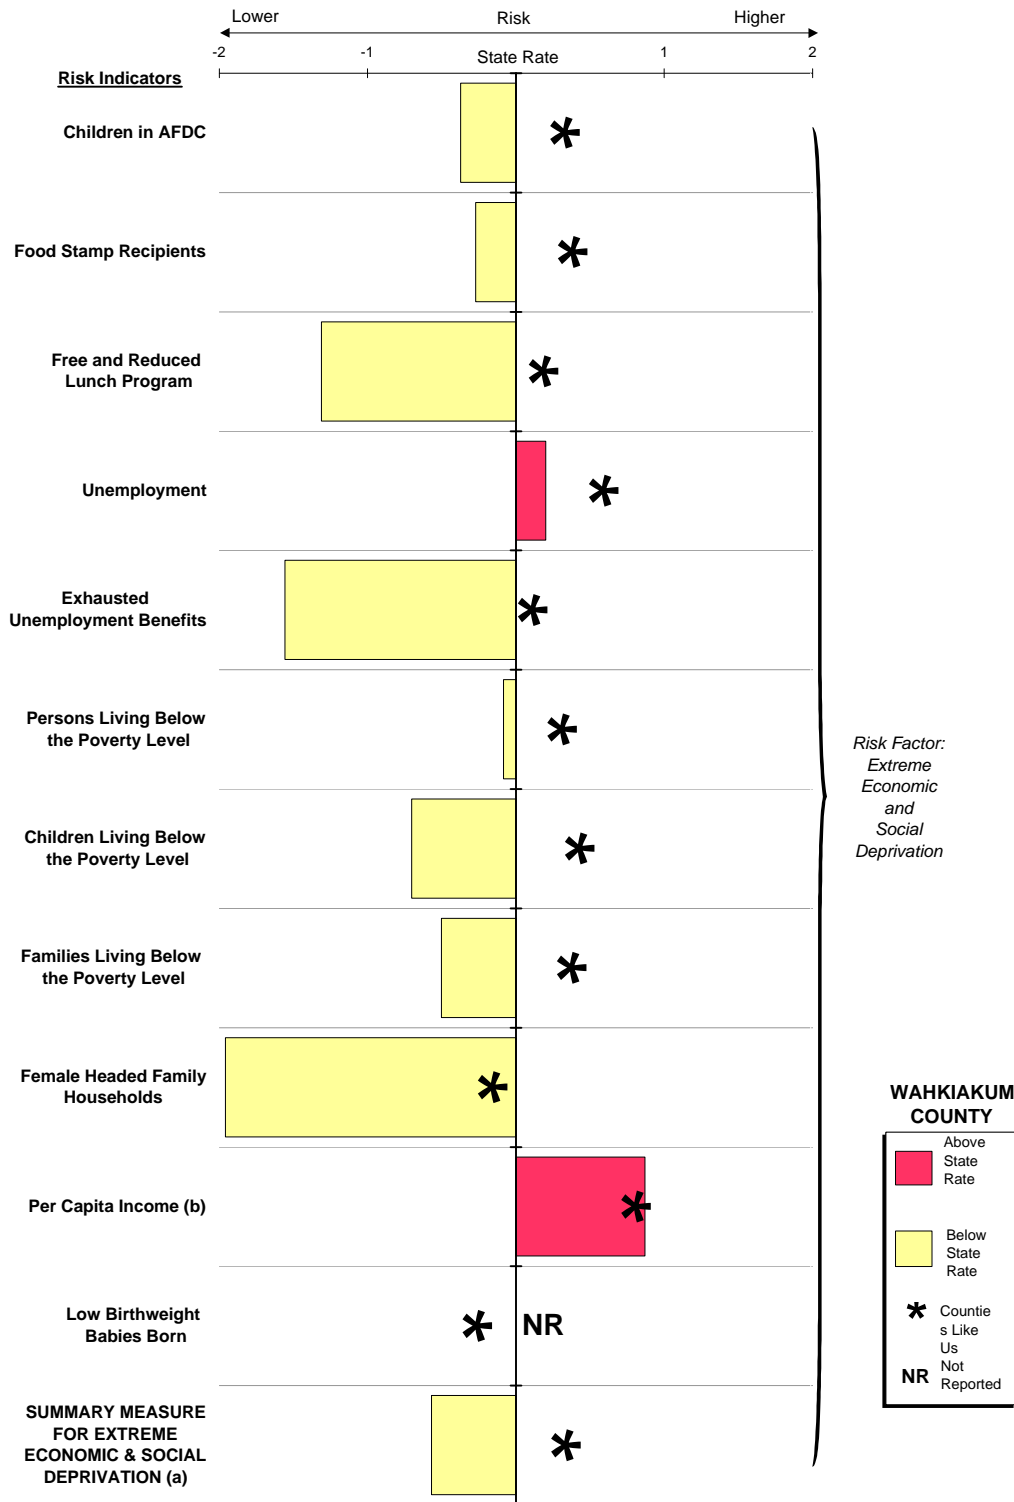 Lower Risk Higher
-2 -1 State Rate 1 2
Risk Indicators
Children in AFDC
*
Food Stamp Recipients
*
Free and Reduced
Lunch Program
*
Unemployment
*
Exhausted
Unemployment Benefits
*
Persons Living Below
the Poverty Level
*
Children Living Below
the Poverty Level
*
Families Living Below
the Poverty Level
*
Female Headed Family
Households
*
Per Capita Income (b)
*
Low Birthweight
Babies Born
* NR
SUMMARY MEASURE
FOR EXTREME
ECONOMIC & SOCIAL
DEPRIVATION (a)
*
Risk Factor:
Extreme
Economic
and
Social
Deprivation
WAHKIAKUM
COUNTY
Above
State
Rate
Below
State
Rate
* Countie
s Like
Us
NR Not
Reported